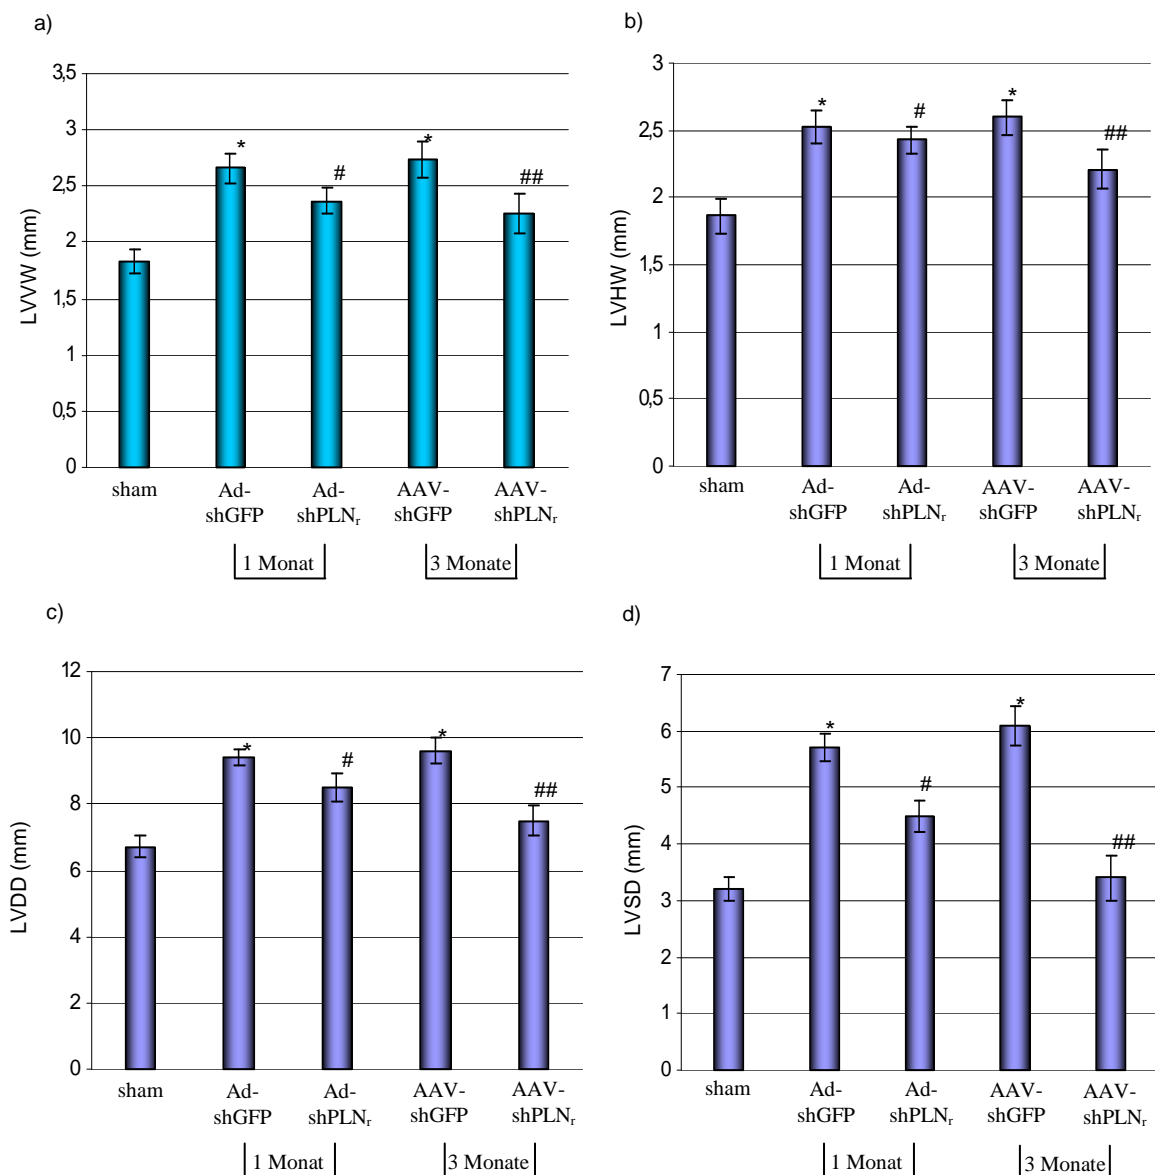 a)
LVVW (mm)
3,5
3
2,5
2
1,5
1
0,5
0
*
#
*
##
sham
Ad-
shGFP
Ad-
shPLNr
AAV-
shGFP
AAV-
shPLNr
1 Monat
3 Monate
b)
LVHW (mm)
3
2,5
2
1,5
1
0,5
0
*
#
*
##
sham
Ad-
shGFP
Ad-
shPLNr
AAV-
shGFP
AAV-
shPLNr
1 Monat
3 Monate
c)
LVDD (mm)
12
10
8
6
4
2
0
*
#
*
##
sham
Ad-
shGFP
Ad-
shPLNr
AAV-
shGFP
AAV-
shPLNr
1 Monat
3 Monate
d)
LVSD (mm)
7
6
5
4
3
2
1
0
*
#
*
##
sham
Ad-
shGFP
Ad-
shPLNr
AAV-
shGFP
AAV-
shPLNr
1 Monat
3 Monate